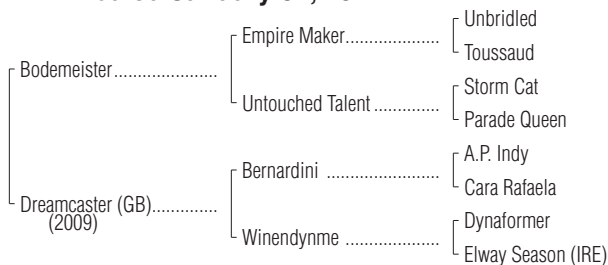 Unbridled
Empire Maker
Toussaud
Bodemeister
Storm Cat
Untouched Talent
Parade Queen
A.P. Indy
Bernardini
Cara Rafaela
Dreamcaster (GB)
(2009)
Dynaformer
Winendynme
Elway Season (IRE)